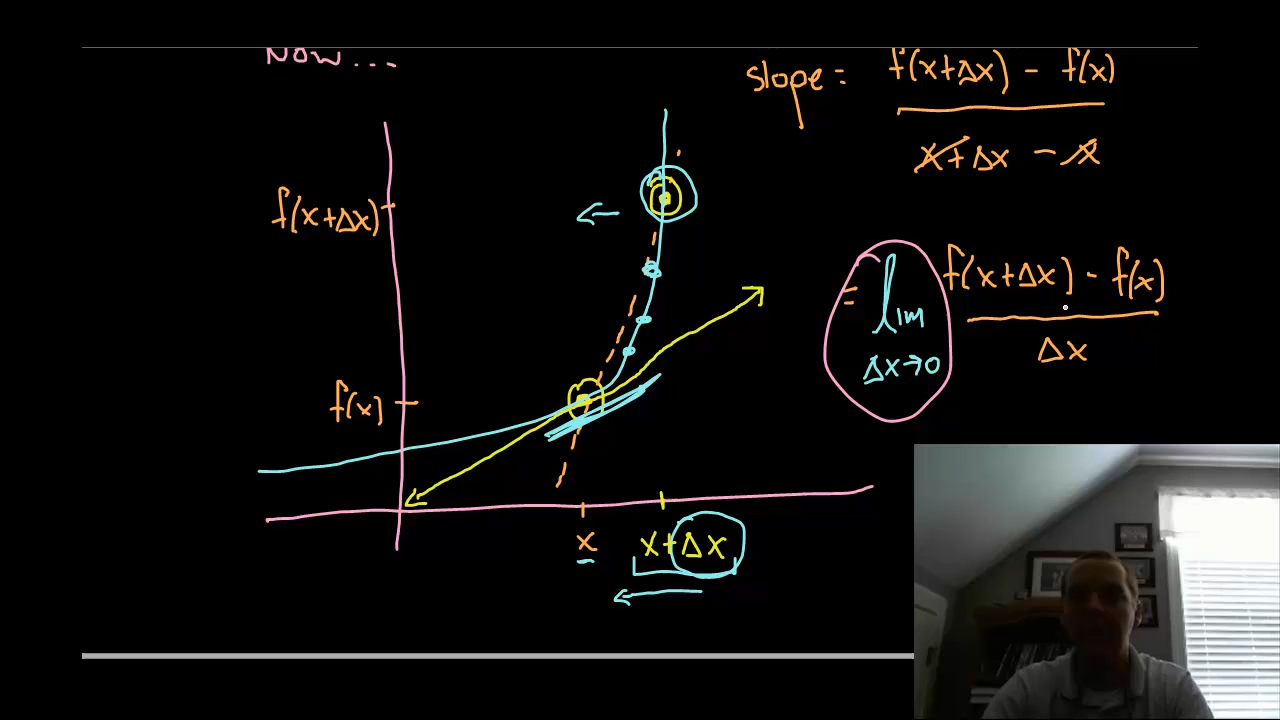 NOW...
slope = f(x+Δx) - f(x)
x+Δx - x
f(x+Δx)
= lim f(x+Δx) - f(x)
Δx→0 Δx
f(x)
x x+Δx